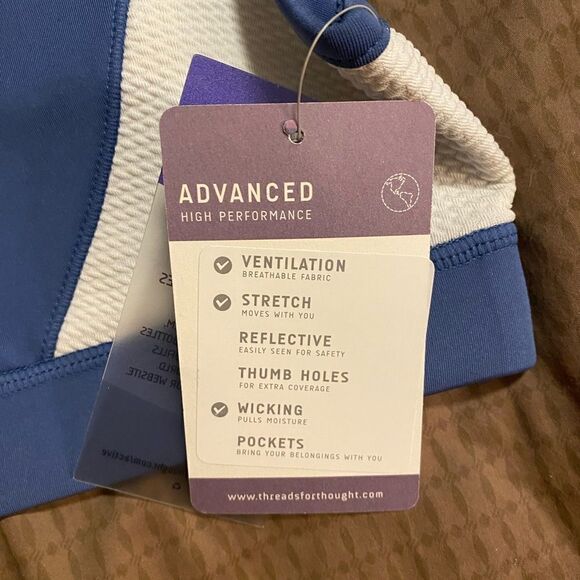 ADVANCED
HIGH PERFORMANCE
VENTILATION
BREATHABLE FABRIC
STRETCH
MOVES WITH YOU
REFLECTIVE
EASILY SEEN FOR SAFETY
THUMB HOLES
FOR EXTRA COVERAGE
WICKING
PULLS MOISTURE
POCKETS
BRING YOUR BELONGINGS WITH YOU
www.threadsforthought.com